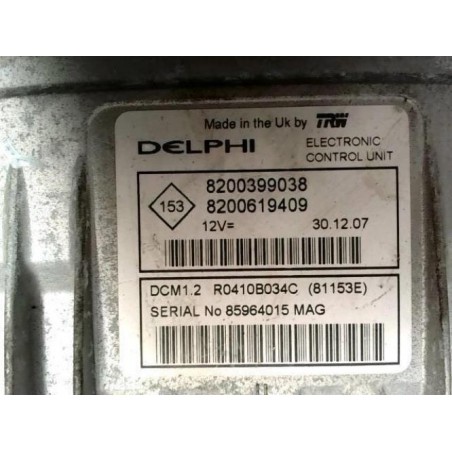 Made in the Uk by TRW
DELPHI ELECTRONIC
CONTROL UNIT
153
8200399038
8200619409
12V= 30.12.07
DCM1.2 R0410B034C (81153E)
SERIAL No 85964015 MAG